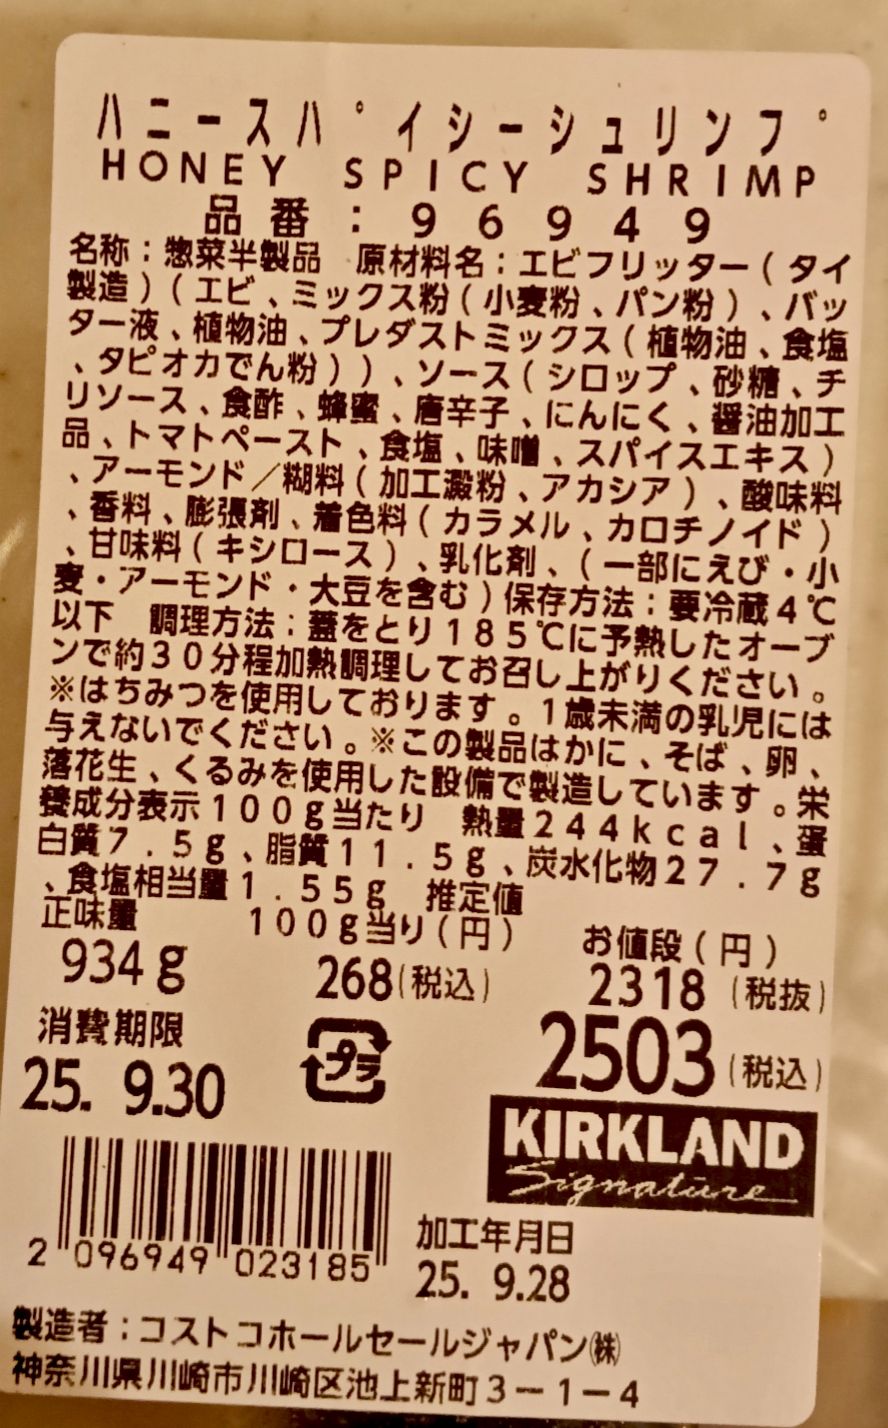 ハニースパイシーシュリンプ
HONEY SPICY SHRIMP
品番:96949
名称:惣菜半製品 原材料名:エビフリッター(タイ
製造)(エビ、ミックス粉(小麦粉、パン粉)、バッ
ター液、植物油、プレダストミックス(植物油、食塩
、タピオカでん粉))、ソース(シロップ、砂糖、チ
リソース、食酢、蜂蜜、唐辛子、にんにく、醤油加工
品、トマトペースト、食塩、味噌、スパイスエキス)
、アーモンド/糊料(加工澱粉、アカシア)、酸味料
、香料、膨張剤、着色料(カラメル、カロチノイド)
、甘味料(キシロース)、乳化剤、(一部にえび・小
麦・アーモンド・大豆を含む)保存方法:要冷蔵4℃
以下 調理方法:蓋をとり185℃に予熱したオーブ
ンで約30分程加熱調理してお召し上がりください。
※はちみつを使用しております。1歳未満の乳児には
与えないでください。※この製品はかに、そば、卵、
落花生、くるみを使用した設備で製造しています。栄
養成分表示100g当たり 熱量244kcal、蛋
白質7.5g、脂質11.5g、炭水化物27.7g
、食塩相当量1.55g 推定値
正味量 100g当り(円) お値段(円)
934g 268(税込) 2318(税抜)
消費期限 プラ 2503(税込)
25. 9.30
KIRKLAND
Signature
2 096949 023185
加工年月日
25. 9.28
製造者:コストコホールセールジャパン㈱
神奈川県川崎市川崎区池上新町3-1-4